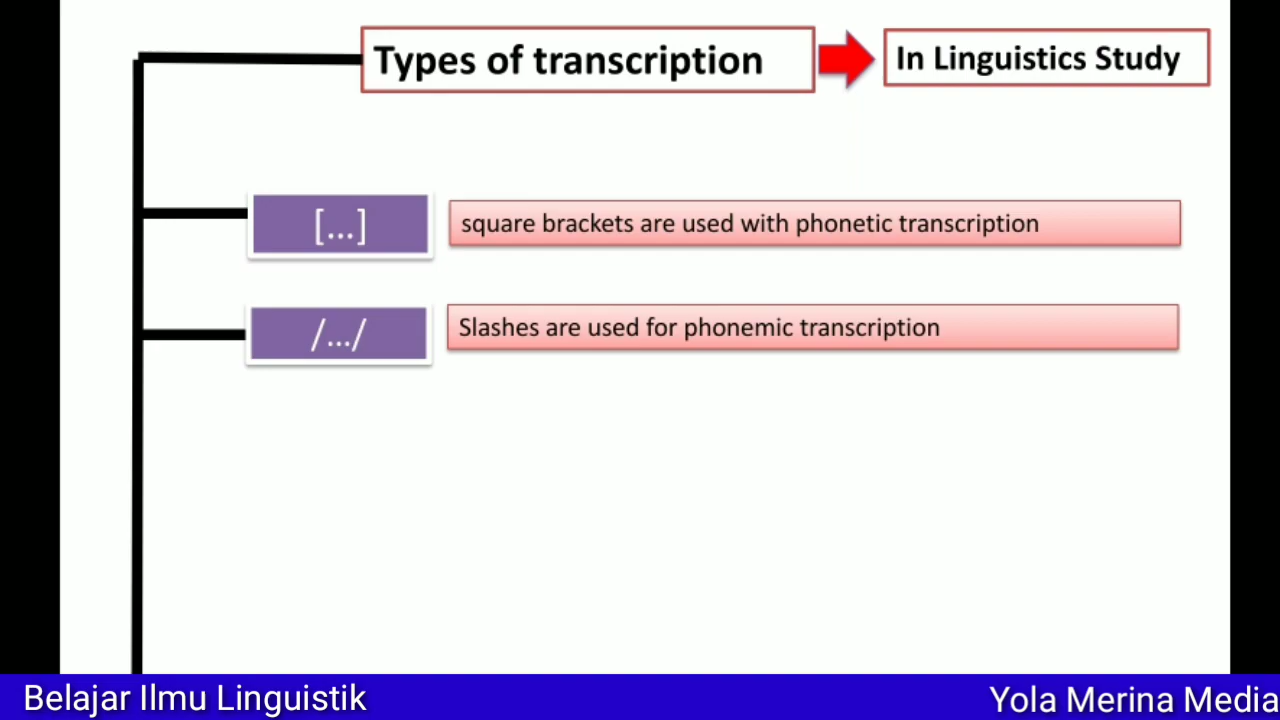 Types of transcription
In Linguistics Study
[...]
square brackets are used with phonetic transcription
/.../
Slashes are used for phonemic transcription
Belajar Ilmu Linguistik
Yola Merina Media